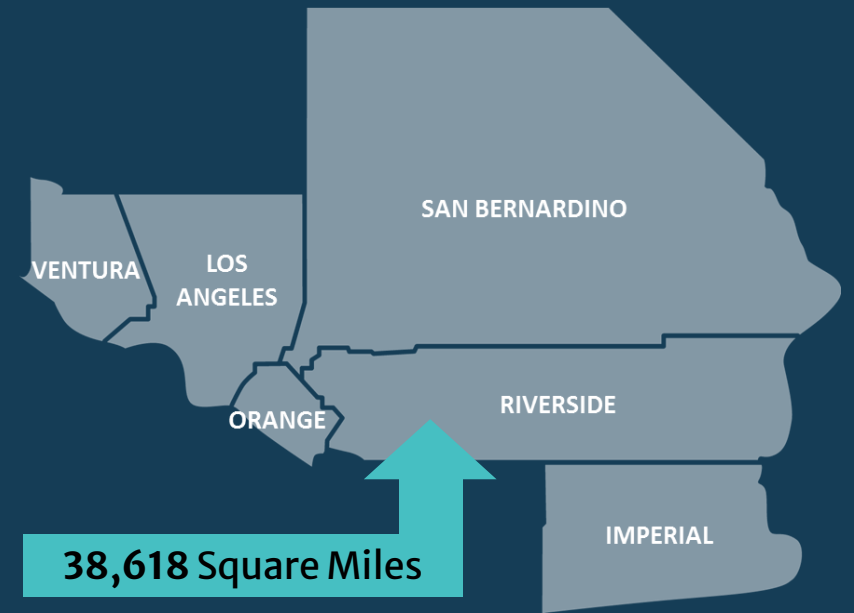 SAN BERNARDINO
VENTURA
LOS
ANGELES
RIVERSIDE
ORANGE
IMPERIAL
38,618 Square Miles